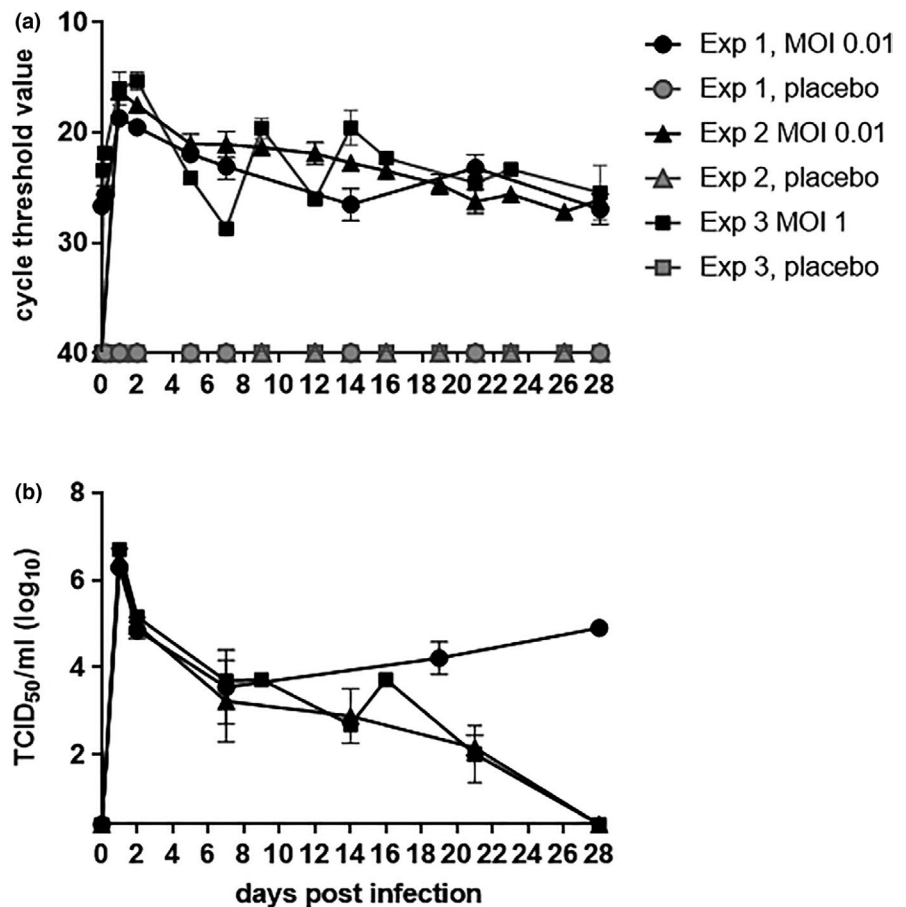 (a)
cycle threshold value
10
20
30
40
0 2 4 6 8 10 12 14 16 18 20 22 24 26 28
Exp 1, MOI 0.01
Exp 1, placebo
Exp 2 MOI 0.01
Exp 2, placebo
Exp 3 MOI 1
Exp 3, placebo
(b)
TCID50/ml (log10)
8
6
4
2
0 2 4 6 8 10 12 14 16 18 20 22 24 26 28
days post infection